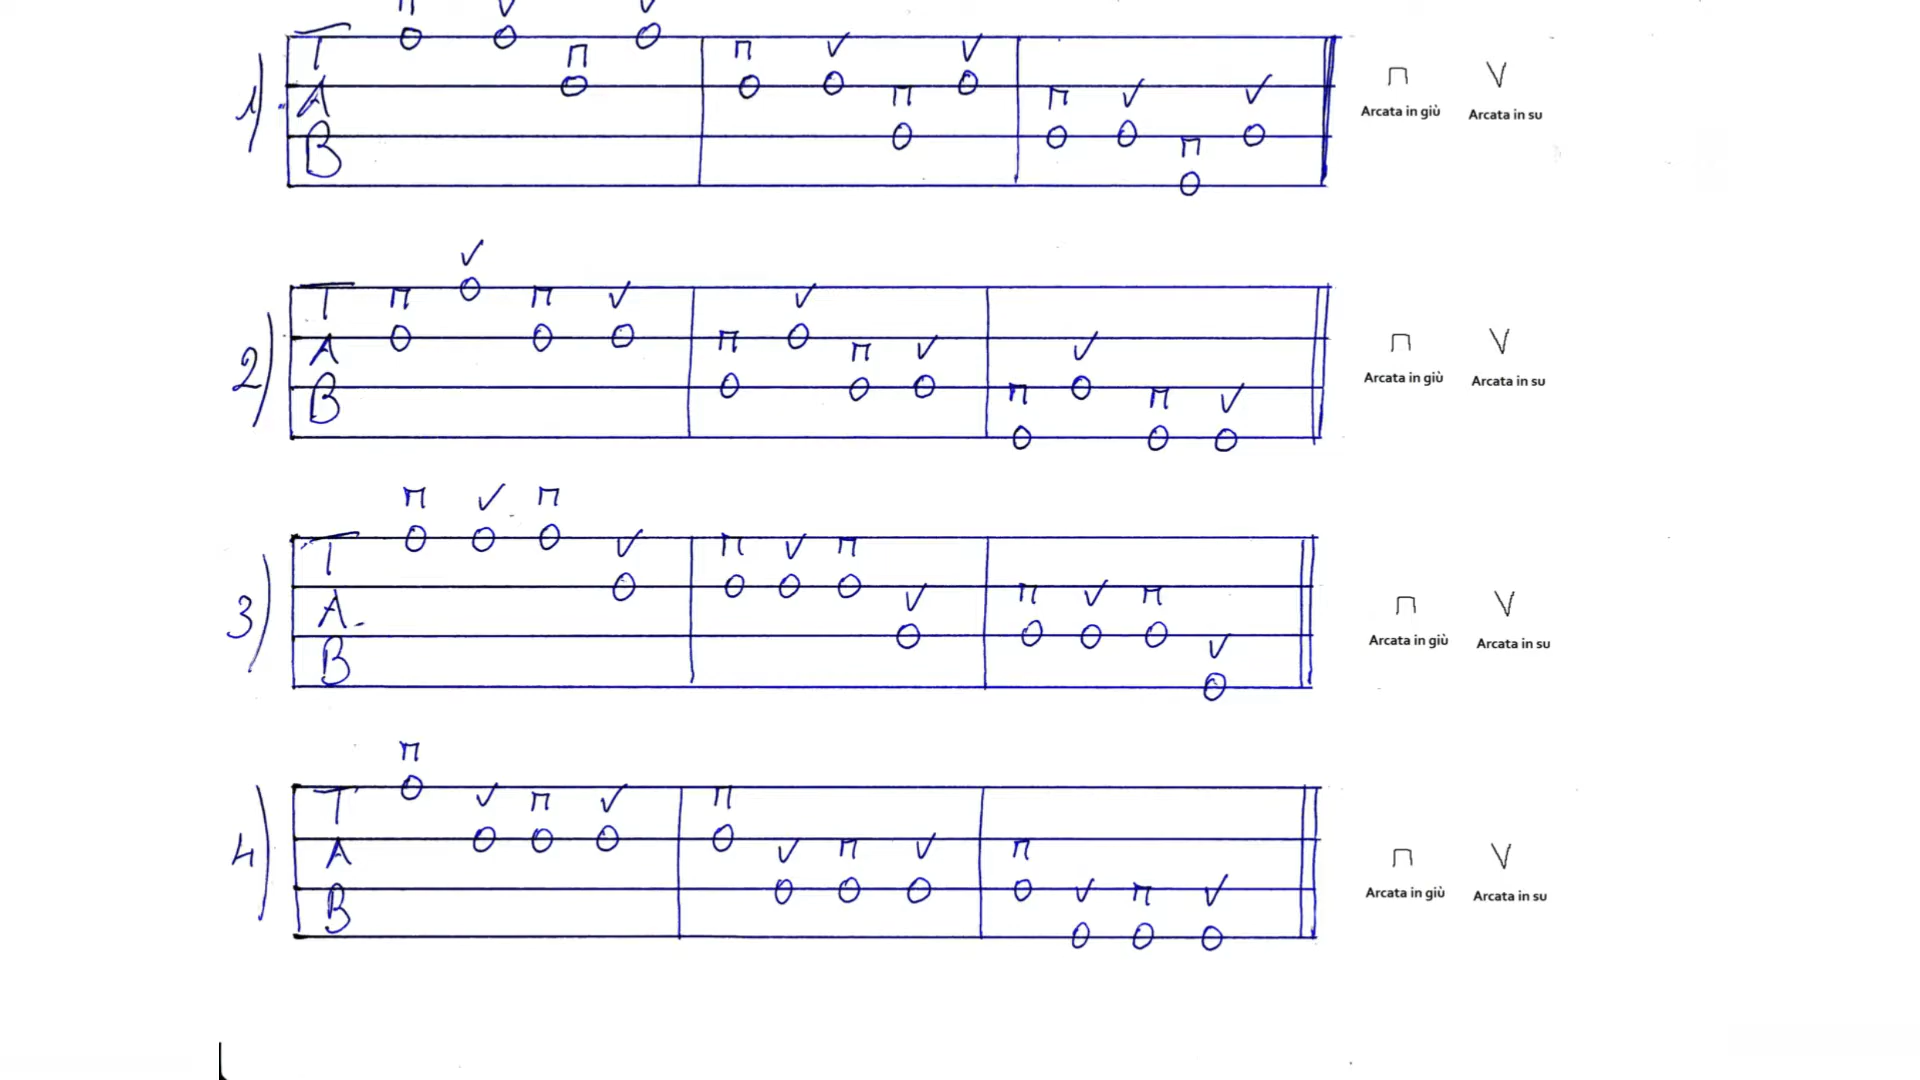 1)
T
A
B
Arcata in giù Arcata in su
2)
T
A
B
Arcata in giù Arcata in su
3)
T
A
B
Arcata in giù Arcata in su
4)
T
A
B
Arcata in giù Arcata in su